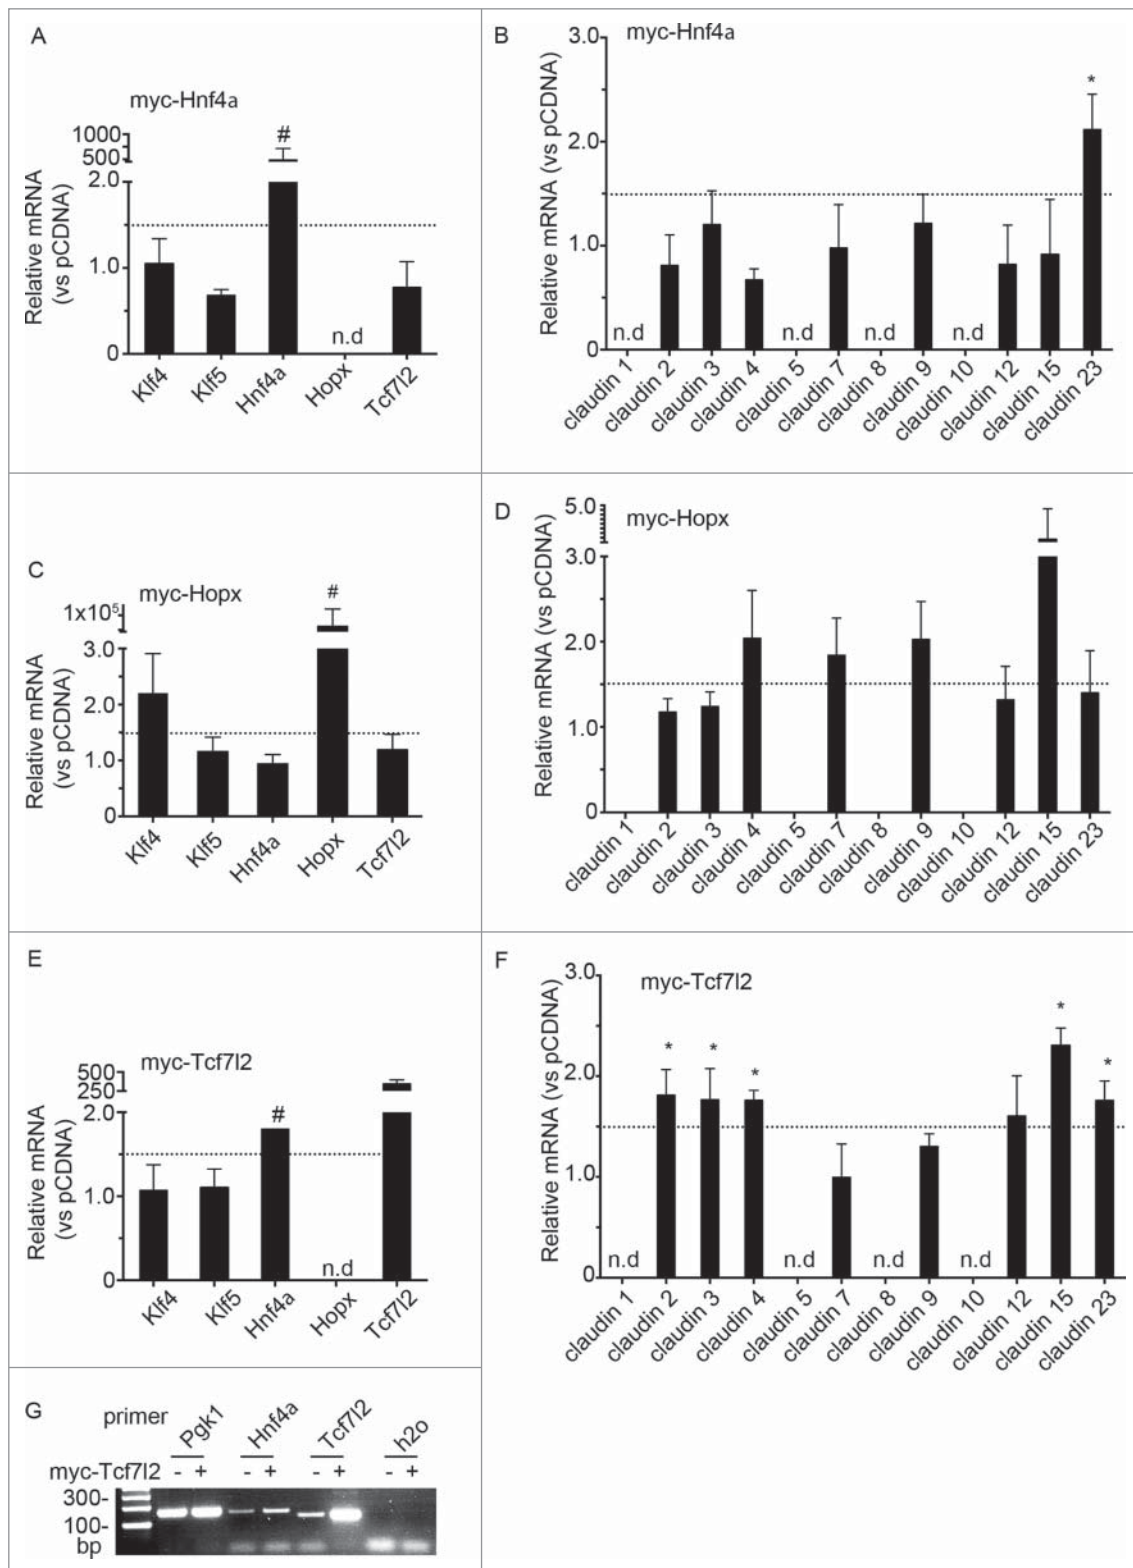 A
myc-Hnf4a
Relative mRNA
(vs pCDNA)
1000
500
2.0
1.0
0
#
n.d
Klf4
Klf5
Hnf4a
Hopx
Tcf7l2
B
myc-Hnf4a
Relative mRNA (vs pCDNA)
3.0
2.0
1.0
0
*
n.d
n.d
n.d
n.d
claudin 1
claudin 2
claudin 3
claudin 4
claudin 5
claudin 7
claudin 8
claudin 9
claudin 10
claudin 12
claudin 15
claudin 23
C
myc-Hopx
Relative mRNA
(vs pCDNA)
1x10⁵
3.0
2.0
1.0
0
#
Klf4
Klf5
Hnf4a
Hopx
Tcf7l2
D
myc-Hopx
Relative mRNA (vs pCDNA)
5.0
3.0
2.0
1.0
0
claudin 1
claudin 2
claudin 3
claudin 4
claudin 5
claudin 7
claudin 8
claudin 9
claudin 10
claudin 12
claudin 15
claudin 23
E
myc-Tcf7l2
Relative mRNA
(vs pCDNA)
500
250
2.0
1.0
0
#
n.d
Klf4
Klf5
Hnf4a
Hopx
Tcf7l2
F
myc-Tcf7l2
Relative mRNA (vs pCDNA)
3.0
2.0
1.0
0
* * * * *
n.d
n.d
n.d
n.d
claudin 1
claudin 2
claudin 3
claudin 4
claudin 5
claudin 7
claudin 8
claudin 9
claudin 10
claudin 12
claudin 15
claudin 23
G
primer Pgk1 Hnf4a Tcf7l2 h2o
myc-Tcf7l2 - + - + - + - +
300-
100-
bp